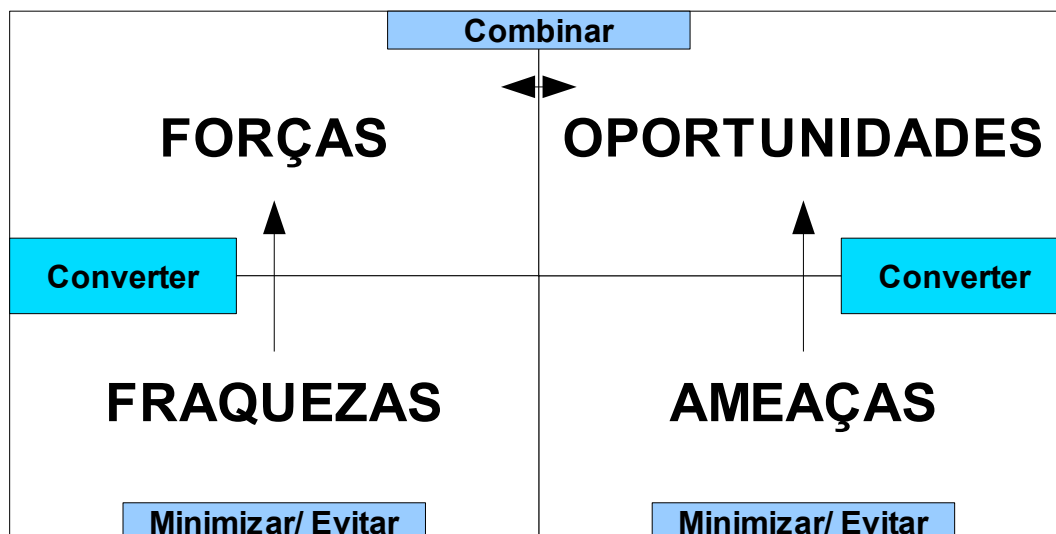 Combinar
FORÇAS
OPORTUNIDADES
Converter
Converter
FRAQUEZAS
AMEAÇAS
Minimizar/ Evitar
Minimizar/ Evitar